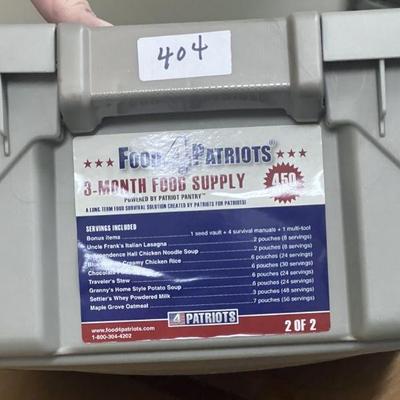 404
FOOD 4 PATRIOTS®
3-MONTH FOOD SUPPLY
POWERED BY PATRIOT PANTRY™
450
A LONG TERM FOOD SURVIVAL SOLUTION CREATED BY PATRIOTS FOR PATRIOTS!
SERVINGS INCLUDED
Bonus Items 1 seed vault + 4 survival manuals + 1 multi-tool
Uncle Frank's Italian Lasagna 2 pouches (8 servings)
Independence Hall Chicken Noodle Soup 2 pouches (8 servings)
Creamy Chicken Rice 6 pouches (24 servings)
Chocolate 6 pouches (30 servings)
Traveler's Stew 6 pouches (24 servings)
Granny's Home Style Potato Soup 6 pouches (24 servings)
Settler's Whey Powdered Milk 3 pouches (48 servings)
Maple Grove Oatmeal 7 pouches (56 servings)
www.food4patriots.com
1-800-304-4202
4 PATRIOTS
2 OF 2